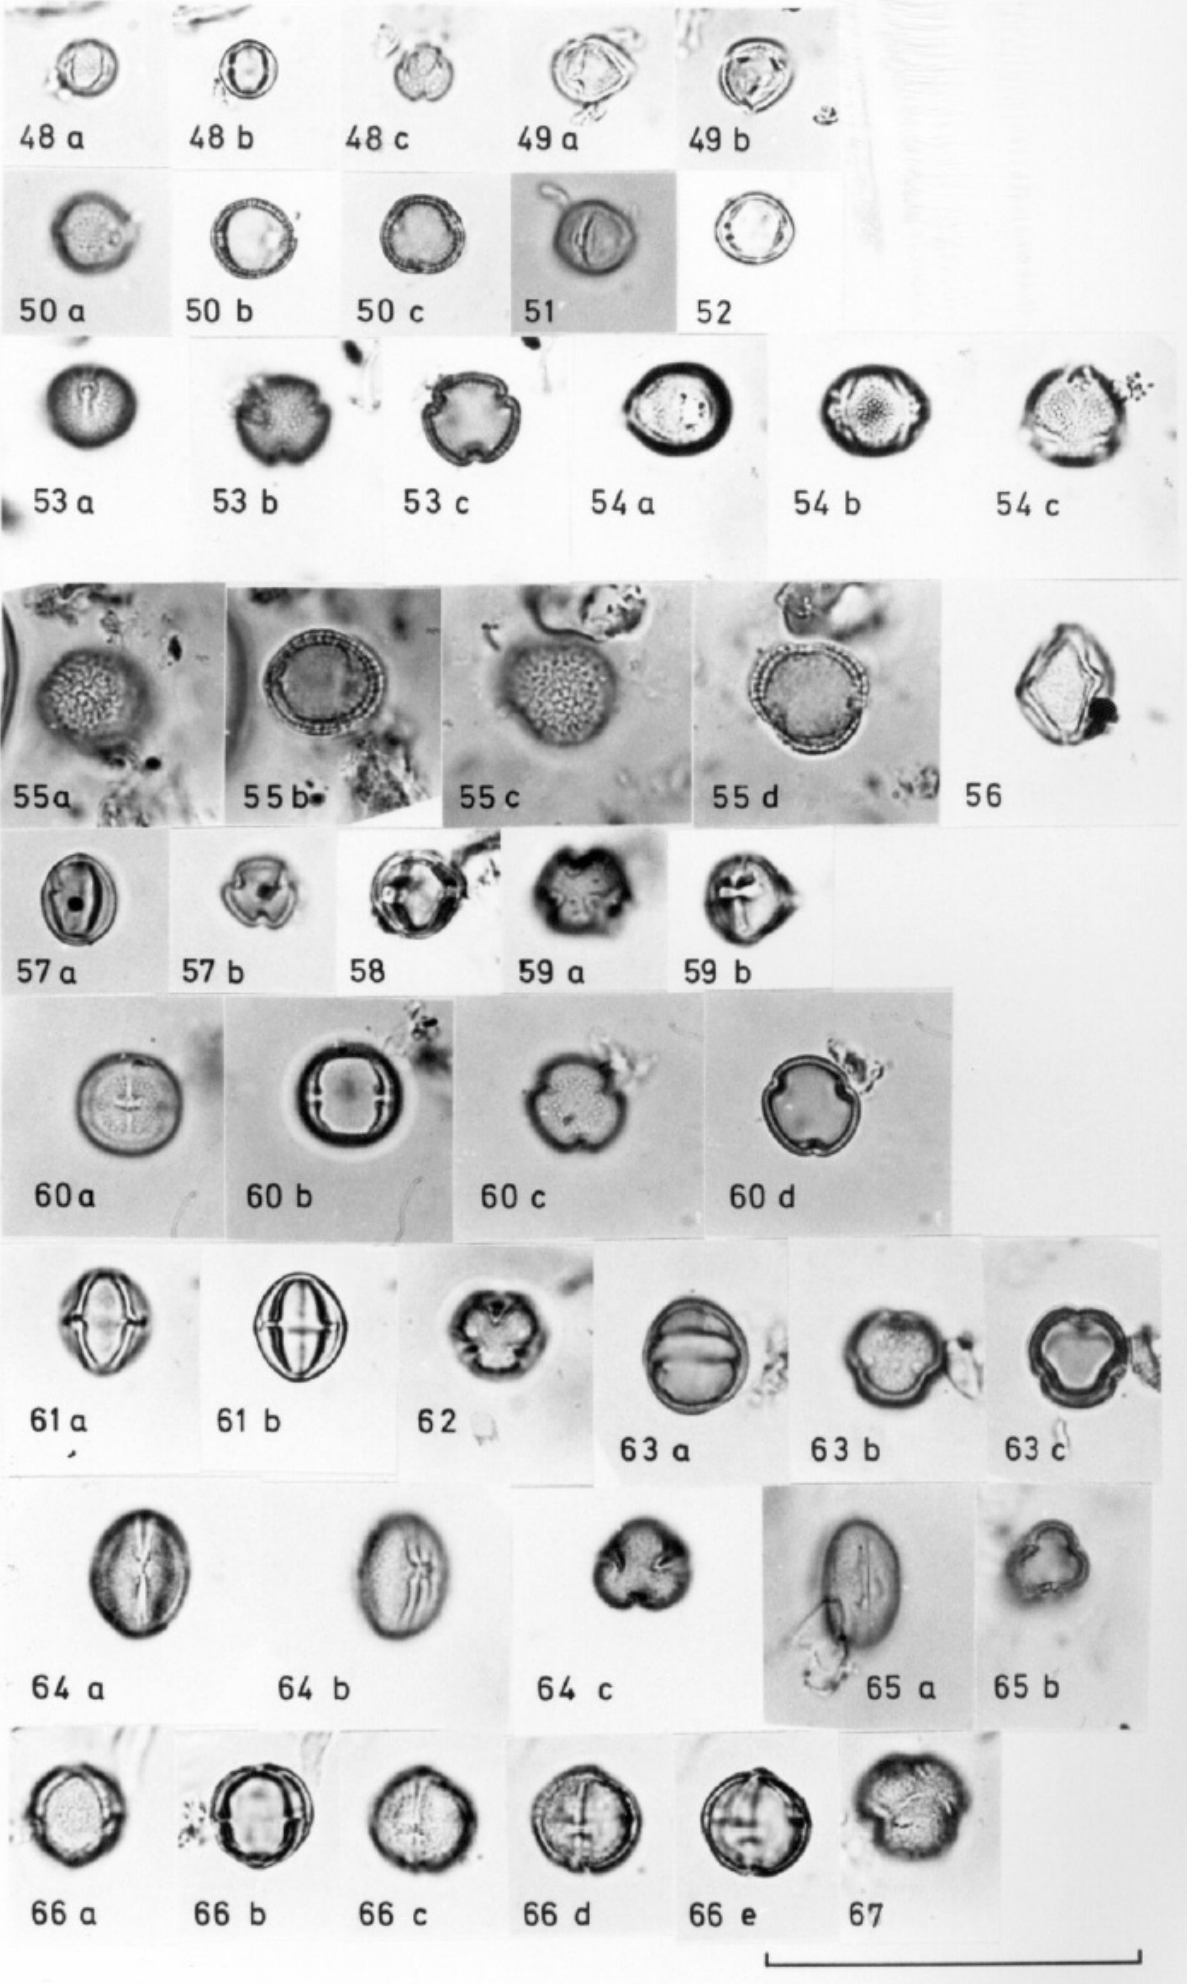 48 a 48 b 48 c 49 a 49 b
50 a 50 b 50 c 51 52
53 a 53 b 53 c 54 a 54 b 54 c
55 a 55 b 55 c 55 d 56
57 a 57 b 58 59 a 59 b
60 a 60 b 60 c 60 d
61 a 61 b 62 63 a 63 b 63 c
64 a 64 b 64 c 65 a 65 b
66 a 66 b 66 c 66 d 66 e 67